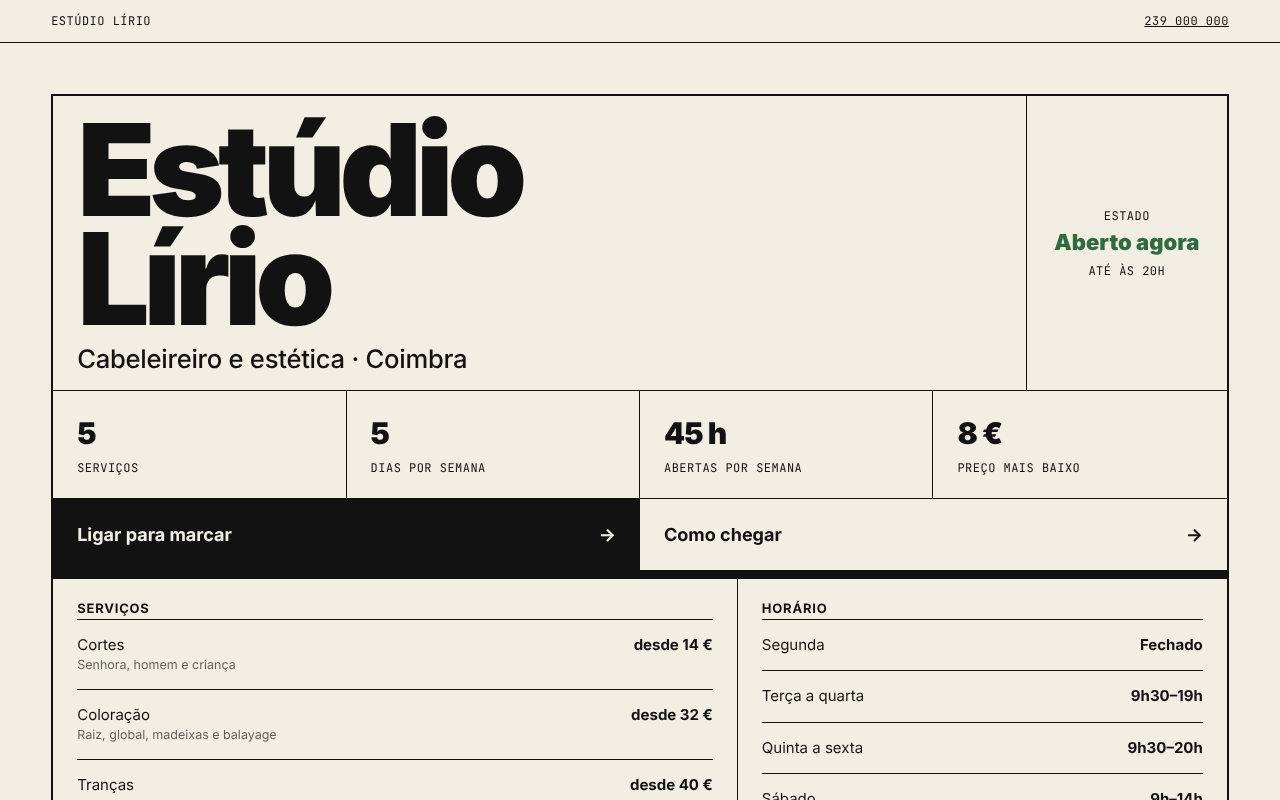 ESTÚDIO LÍRIO
239 000 000
Estúdio
Lírio
Cabeleireiro e estética · Coimbra
ESTADO
Aberto agora
ATÉ ÀS 20H
5
SERVIÇOS
5
DIAS POR SEMANA
45 h
ABERTAS POR SEMANA
8 €
PREÇO MAIS BAIXO
Ligar para marcar →
Como chegar →
SERVIÇOS
Cortes desde 14 €
Senhora, homem e criança
Coloração desde 32 €
Raiz, global, madeixas e balayage
Tranças desde 40 €
HORÁRIO
Segunda Fechado
Terça a quarta 9h30–19h
Quinta a sexta 9h30–20h
Sábado 9h–14h